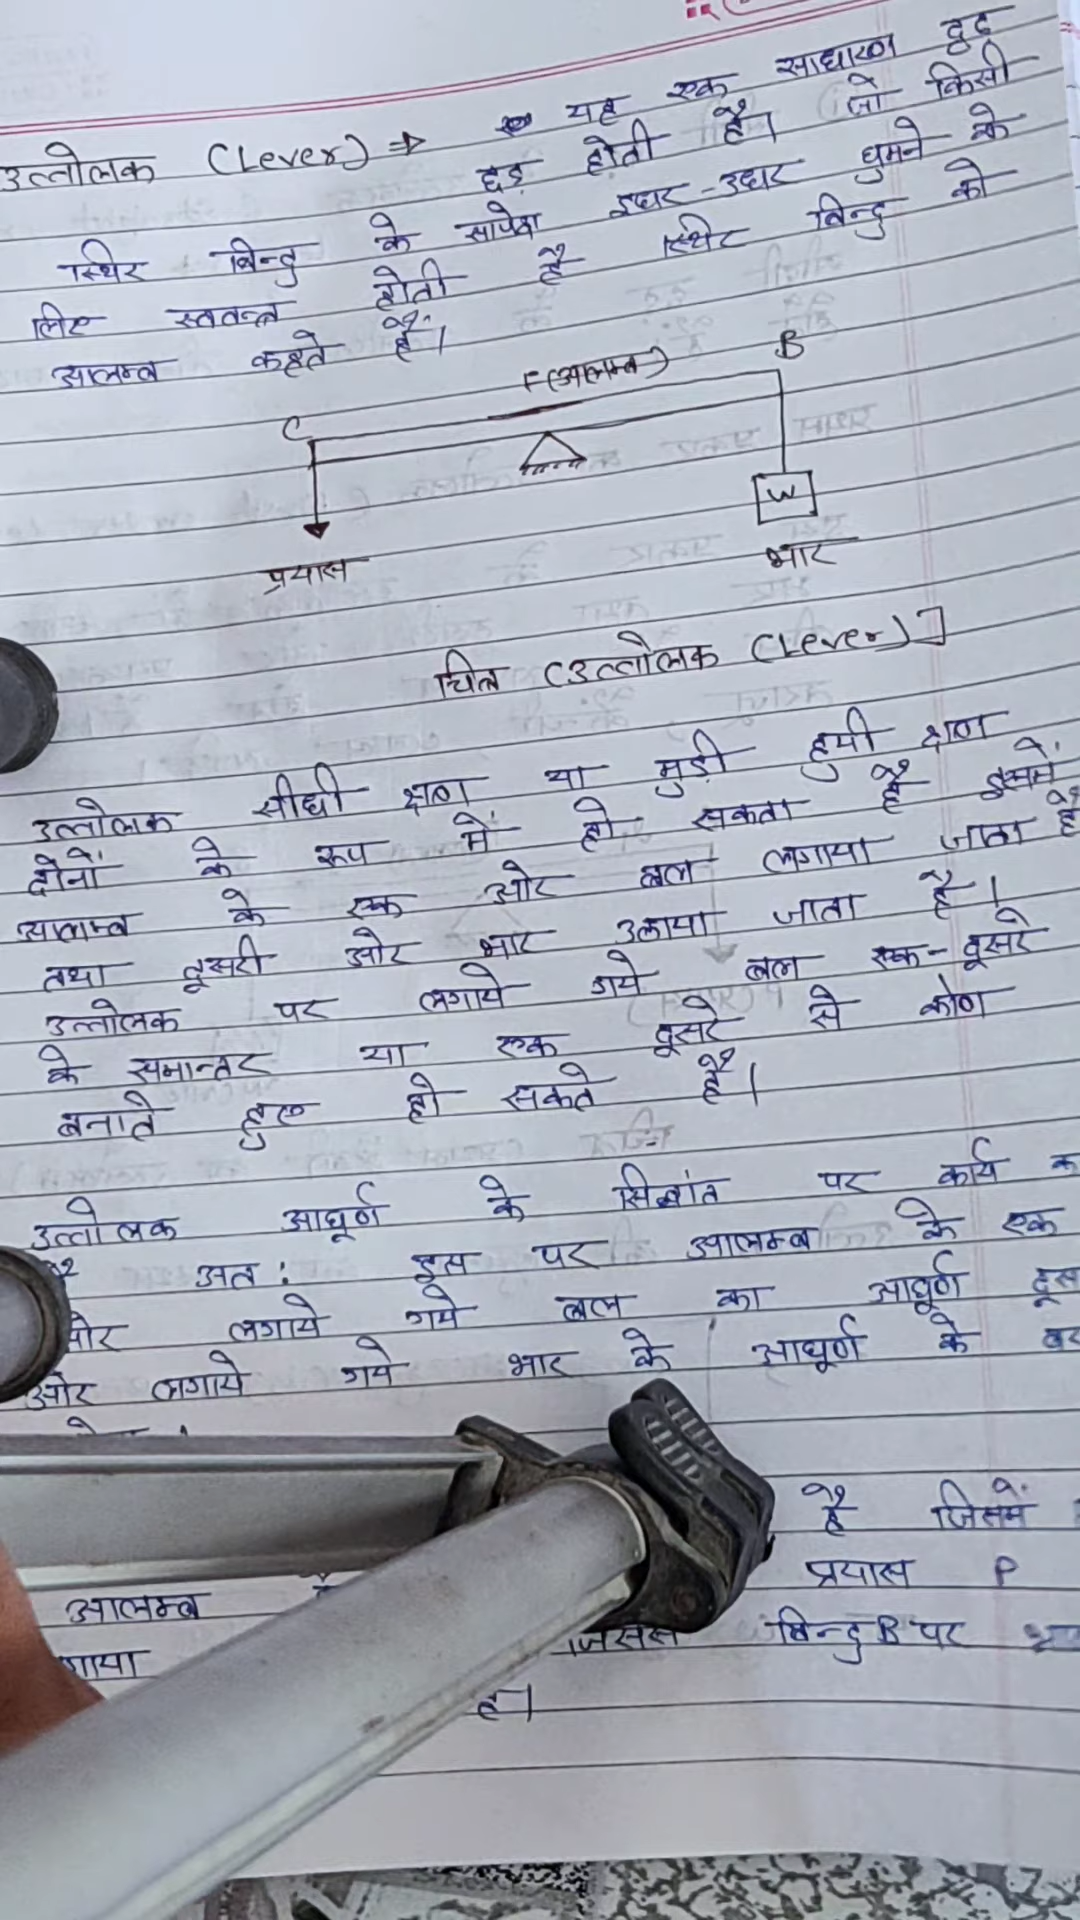 यह एक साधारण दृढ़
उत्तोलक (Lever) ⇒ छड़ होती है। जो किसी
स्थिर बिन्दु के सापेक्ष इधर-उधर घुमने के
लिए स्वतन्त्र होती है स्थिर बिन्दु को
आलम्ब कहते हैं।
F(आलम्ब) B
C
W
प्रयास भार
चित्र (उत्तोलक (Lever)]
उत्तोलक सीधी या मुड़ी हुयी
दोनों के रूप में हो सकता है इसमें
आलम्ब के एक ओर बल लगाया जाता है
तथा दूसरी ओर भार उठाया जाता है।
उत्तोलक पर लगाये गये बल एक-दूसरे
के समान्तर या एक दूसरे से कोण
बनाते हुए हो सकते हैं।
उत्तोलक आघूर्ण के सिद्धांत पर कार्य
अतः इस पर आलम्ब के एक
लगाये गये बल का आघूर्ण
ओर लगाये गये भार के आघूर्ण के
है जिसमें
आलम्ब प्रयास P
बिन्दु B पर
है।